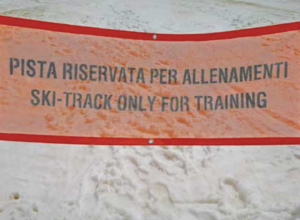 PISTA RISERVATA PER ALLENAMENTI
SKI-TRACK ONLY FOR TRAINING